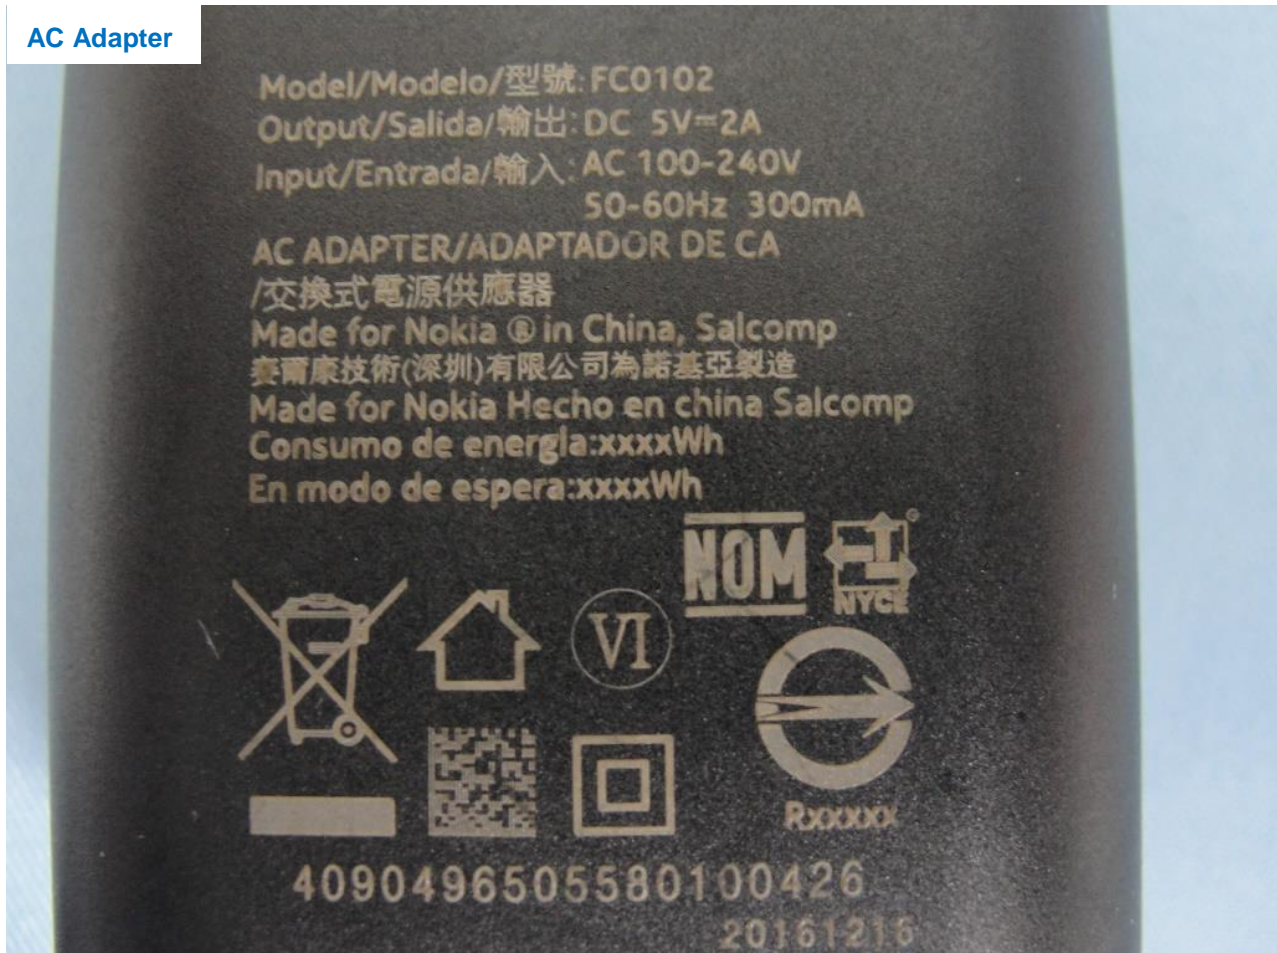 AC Adapter
Model/Modelo/型號: FC0102
Output/Salida/輸出: DC 5V⎓2A
Input/Entrada/輸入: AC 100-240V
50-60Hz 300mA
AC ADAPTER/ADAPTADOR DE CA
/交換式電源供應器
Made for Nokia ® in China, Salcomp
賽爾康技術(深圳)有限公司為諾基亞製造
Made for Nokia Hecho en china Salcomp
Consumo de energla:xxxxWh
En modo de espera:xxxxWh
NOM
NYCE
VI
Rxxxxx
4090496505580100426
20161216